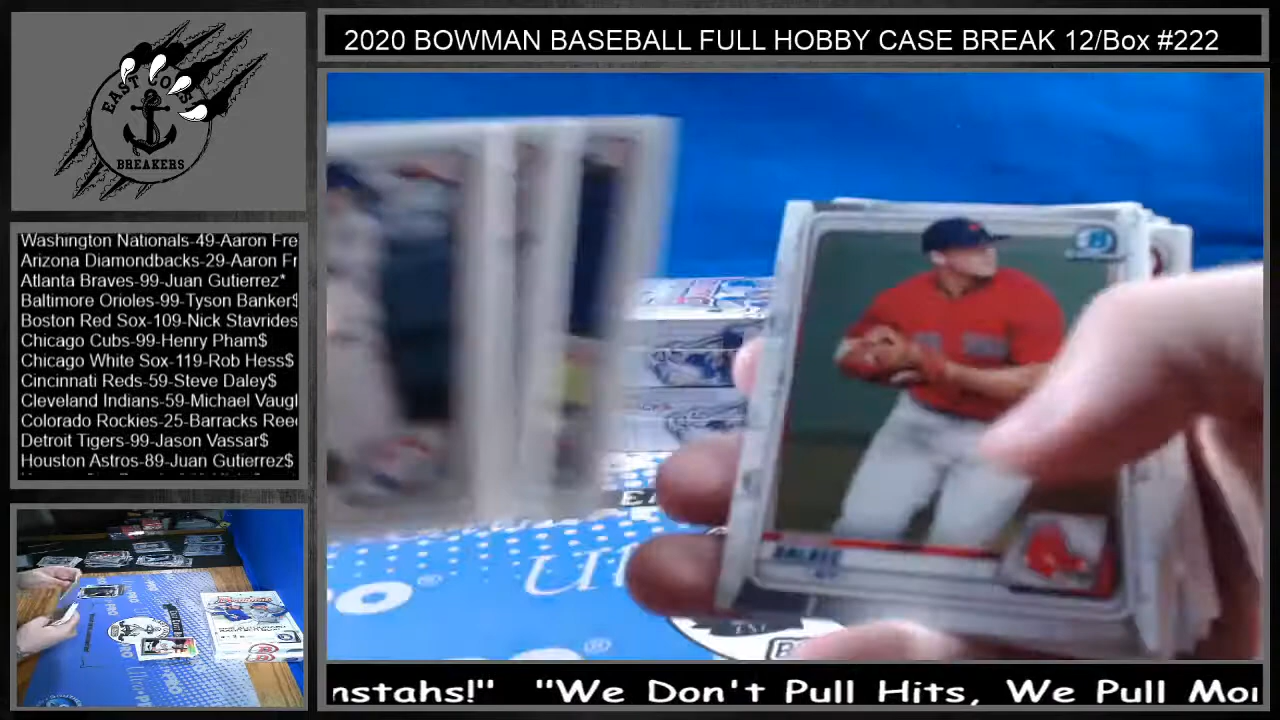 2020 BOWMAN BASEBALL FULL HOBBY CASE BREAK 12/Box #222
EAST COAST
BREAKERS
Washington Nationals-49-Aaron Fre
Arizona Diamondbacks-29-Aaron Fr
Atlanta Braves-99-Juan Gutierrez*
Baltimore Orioles-99-Tyson Banker$
Boston Red Sox-109-Nick Stavrides
Chicago Cubs-99-Henry Pham$
Chicago White Sox-119-Rob Hess$
Cincinnati Reds-59-Steve Daley$
Cleveland Indians-59-Michael Vaugl
Colorado Rockies-25-Barracks Ree
Detroit Tigers-99-Jason Vassar$
Houston Astros-89-Juan Gutierrez$
DALBEC
nstahs!" "We Don't Pull Hits, We Pull Mo